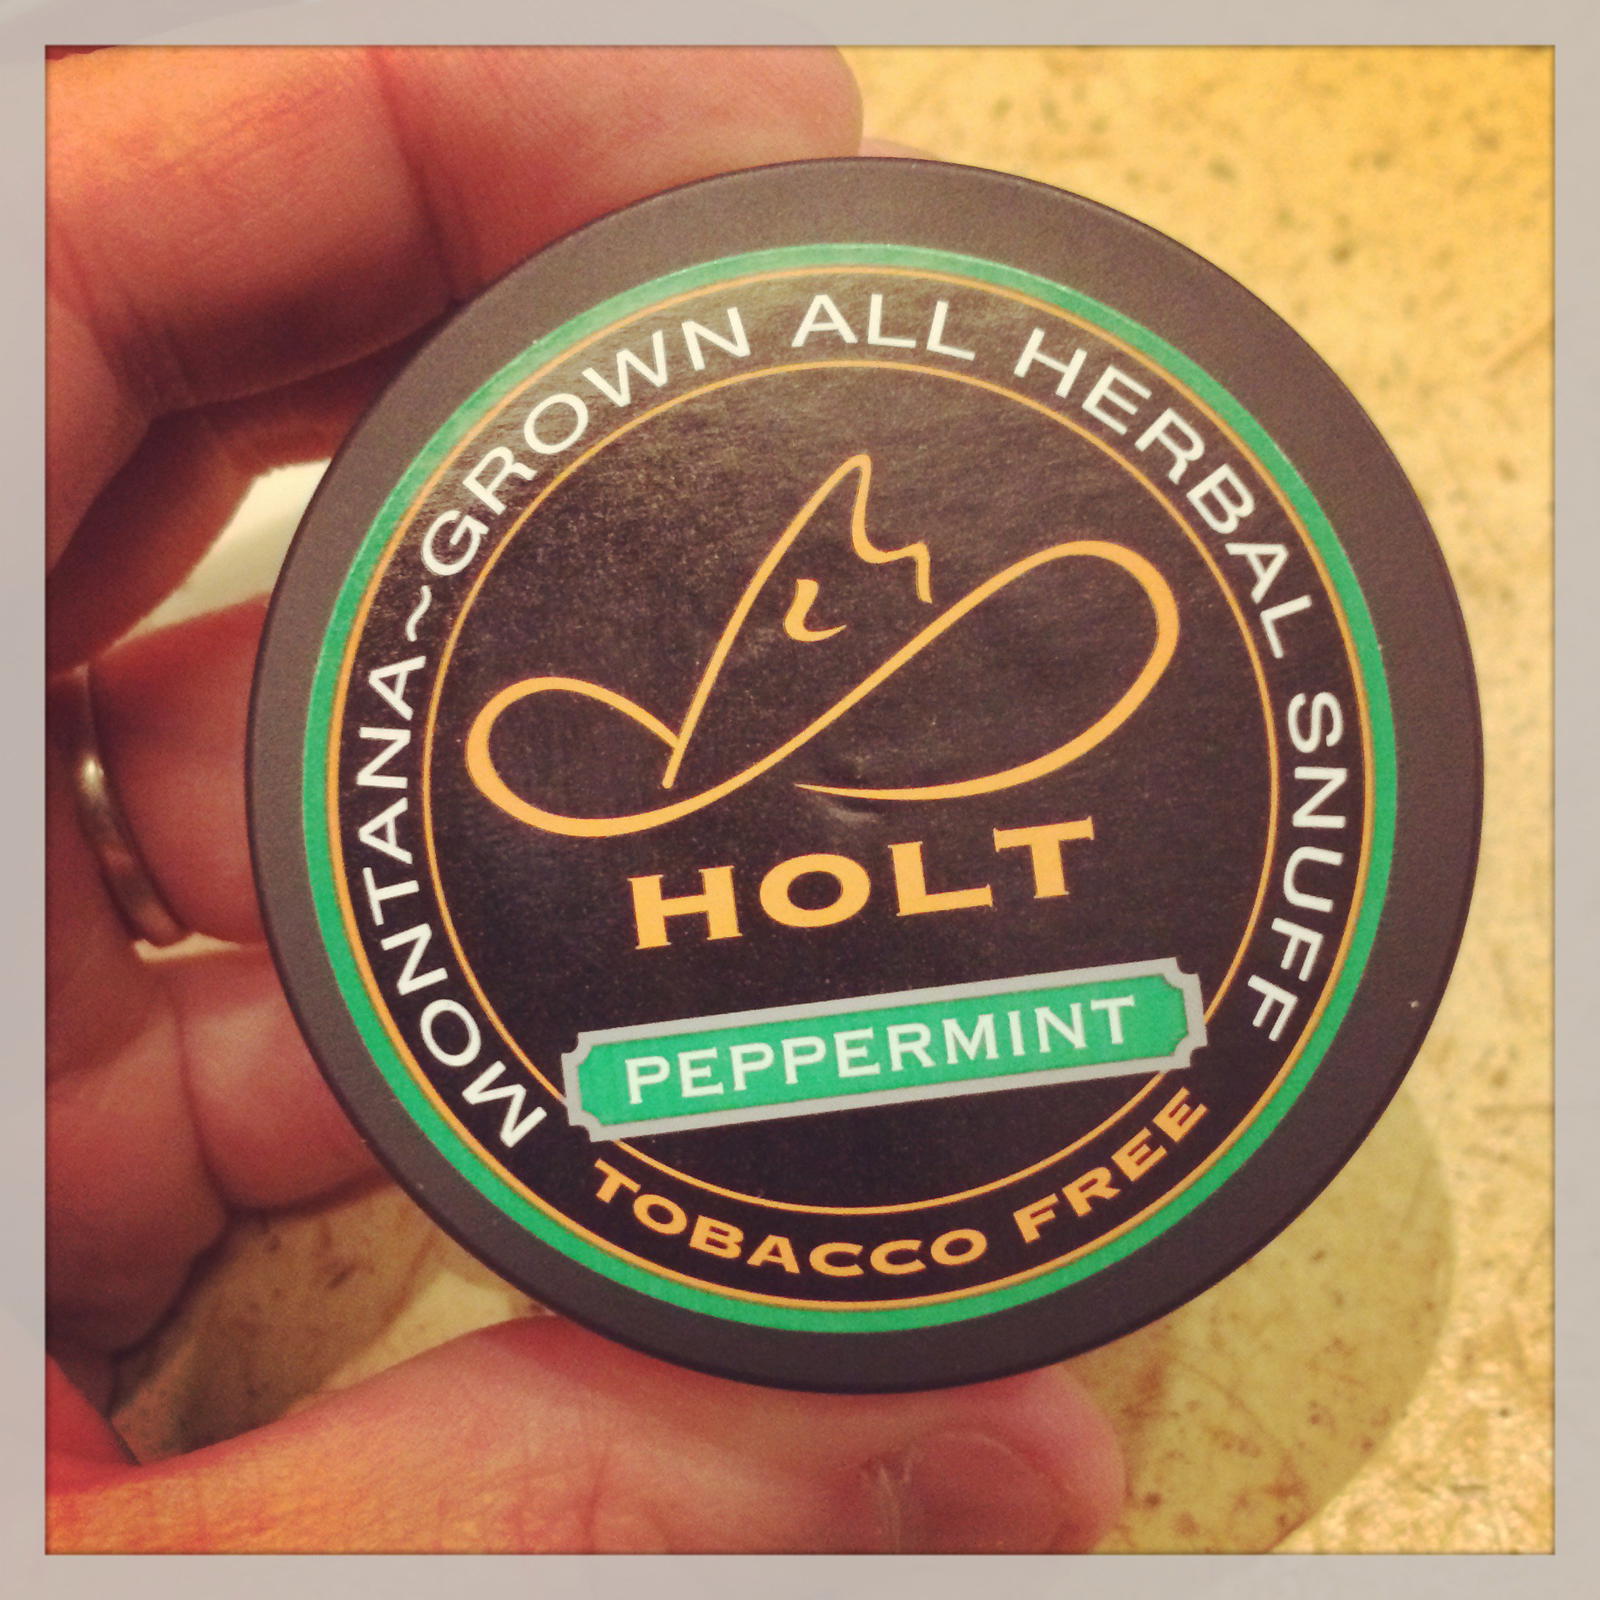 MONTANA~GROWN ALL HERBAL SNUFF
HOLT
PEPPERMINT
TOBACCO FREE